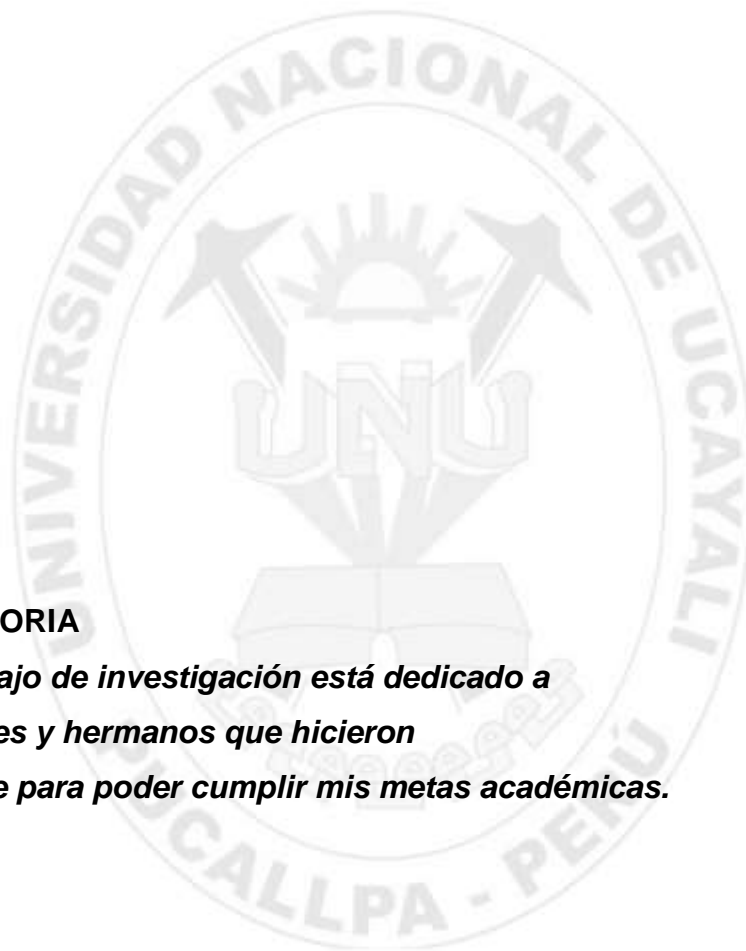 UNIVERSIDAD NACIONAL DE UCAYALI
UNU
ORIA
ajo de investigación está dedicado a
es y hermanos que hicieron
e para poder cumplir mis metas académicas.
PUCALLPA - PERÚ